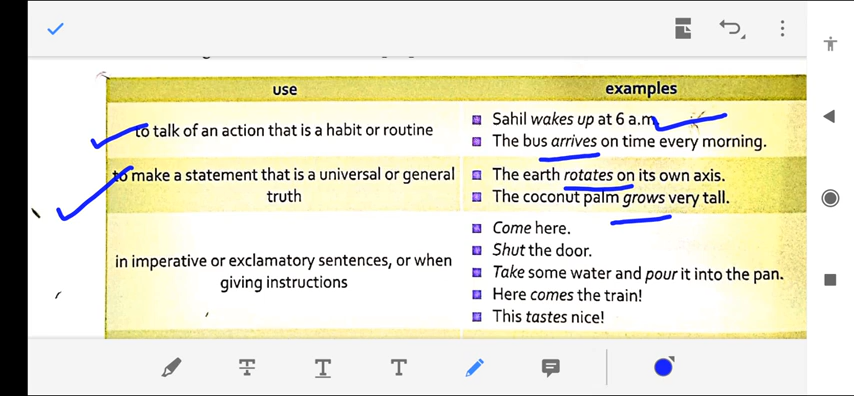 use
examples
to talk of an action that is a habit or routine
Sahil wakes up at 6 a.m.
The bus arrives on time every morning.
to make a statement that is a universal or general
truth
The earth rotates on its own axis.
The coconut palm grows very tall.
in imperative or exclamatory sentences, or when
giving instructions
Come here.
Shut the door.
Take some water and pour it into the pan.
Here comes the train!
This tastes nice!